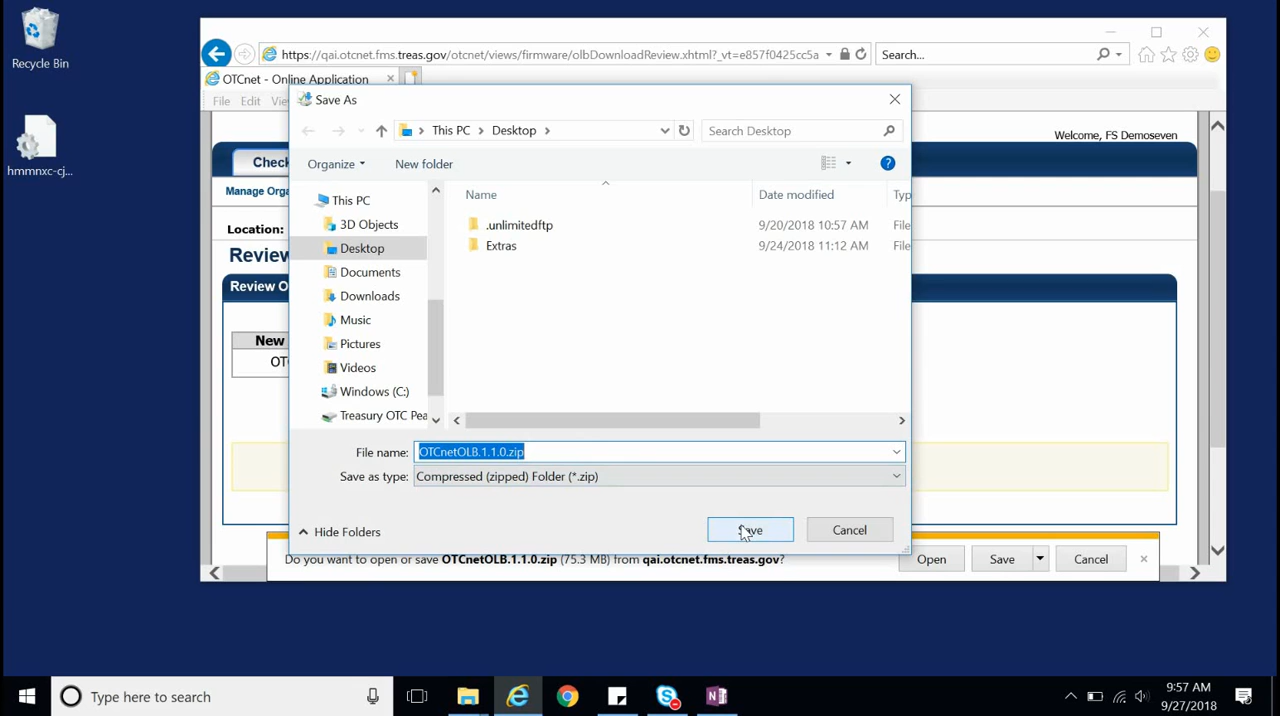 Recycle Bin
hmmnxc-cj...
https://qai.otcnet.fms.treas.gov/otcnet/views/firmware/olbDownloadReview.xhtml?_vt=e857f0425cc5a
Search...
OTCnet - Online Application
File Edit
Save As
This PC Desktop
Search Desktop
Welcome, FS Demoseven
Organize New folder
Manage Orga
Location:
Review
Review O
New
This PC
3D Objects
Desktop
Documents
Downloads
Music
Pictures
Videos
Windows (C:)
Treasury OTC Pea
Name Date modified Typ
.unlimitedftp 9/20/2018 10:57 AM File
Extras 9/24/2018 11:12 AM File
File name: OTCnetOLB.1.1.0.zip
Save as type: Compressed (zipped) Folder (*.zip)
Hide Folders
Save Cancel
Do you want to open or save OTCnetOLB.1.1.0.zip (75.3 MB) from qai.otcnet.fms.treas.gov?
Open Save Cancel
Type here to search
9:57 AM
9/27/2018